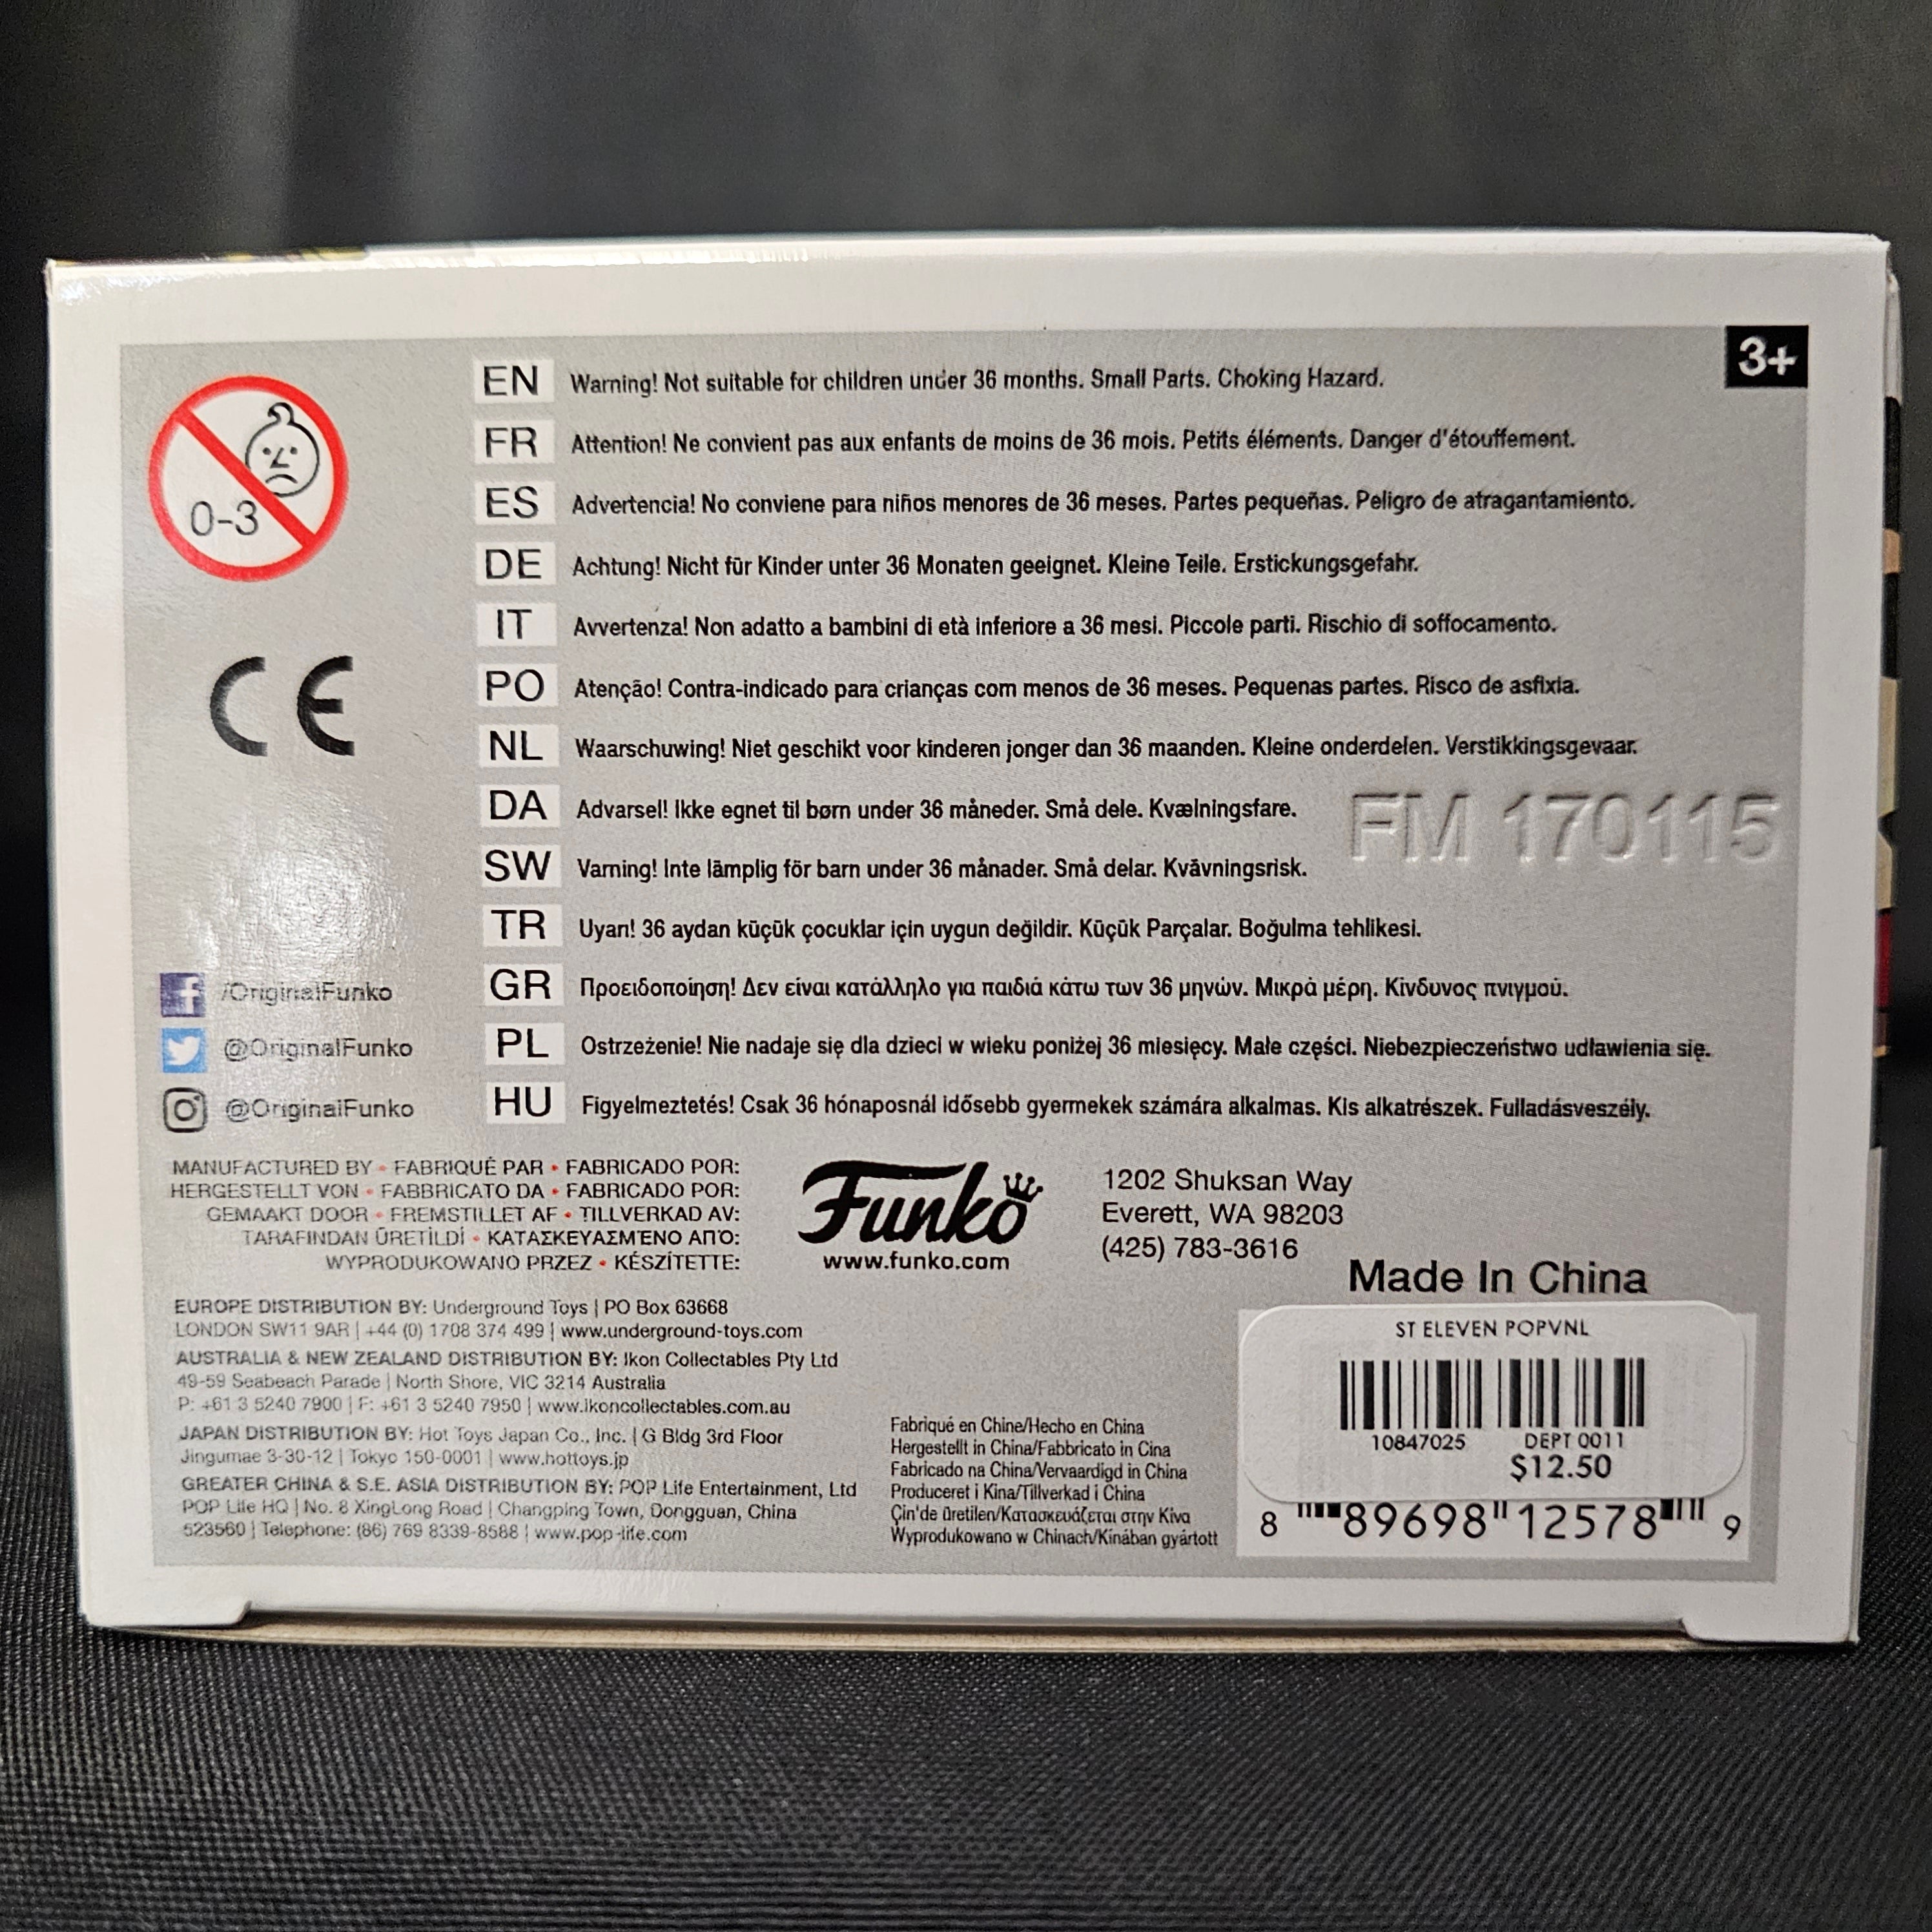 3+
0-3
EN Warning! Not suitable for children under 36 months. Small Parts. Choking Hazard.
FR Attention! Ne convient pas aux enfants de moins de 36 mois. Petits éléments. Danger d'étouffement.
ES Advertencia! No conviene para niños menores de 36 meses. Partes pequeñas. Peligro de atragantamiento.
DE Achtung! Nicht für Kinder unter 36 Monaten geeignet. Kleine Teile. Erstickungsgefahr.
IT Avvertenza! Non adatto a bambini di età inferiore a 36 mesi. Piccole parti. Rischio di soffocamento.
PO Atenção! Contra-indicado para crianças com menos de 36 meses. Pequenas partes. Risco de asfixia.
NL Waarschuwing! Niet geschikt voor kinderen jonger dan 36 maanden. Kleine onderdelen. Verstikkingsgevaar.
DA Advarsel! Ikke egnet til børn under 36 måneder. Små dele. Kvælningsfare.
FM 170115
SW Varning! Inte lämplig för barn under 36 månader. Små delar. Kvävningsrisk.
TR Uyarı! 36 aydan küçük çocuklar için uygun değildir. Küçük Parçalar. Boğulma tehlikesi.
GR Προειδοποίηση! Δεν είναι κατάλληλο για παιδιά κάτω των 36 μηνών. Μικρά μέρη. Κίνδυνος πνιγμού.
PL Ostrzeżenie! Nie nadaje się dla dzieci w wieku poniżej 36 miesięcy. Małe części. Niebezpieczeństwo udławienia się.
HU Figyelmeztetés! Csak 36 hónaposnál idősebb gyermekek számára alkalmas. Kis alkatrészek. Fulladásveszély.
CE
/OriginalFunko
@OriginalFunko
@OriginalFunko
MANUFACTURED BY • FABRIQUÉ PAR • FABRICADO POR:
HERGESTELLT VON • FABBRICATO DA • FABRICADO POR:
GEMAAKT DOOR • FREMSTILLET AF • TILLVERKAD AV:
TARAFINDAN ÜRETİLDİ • ΚΑΤΑΣΚΕΥΑΣΜΈΝΟ ΑΠΌ:
WYPRODUKOWANO PRZEZ • KÉSZÍTETTE:
Funko
www.funko.com
1202 Shuksan Way
Everett, WA 98203
(425) 783-3616
Made In China
EUROPE DISTRIBUTION BY: Underground Toys | PO Box 63668
LONDON SW11 9AR | +44 (0) 1708 374 499 | www.underground-toys.com
AUSTRALIA & NEW ZEALAND DISTRIBUTION BY: Ikon Collectables Pty Ltd
49-59 Seabeach Parade | North Shore, VIC 3214 Australia
P: +61 3 5240 7900 | F: +61 3 5240 7950 | www.ikoncollectables.com.au
JAPAN DISTRIBUTION BY: Hot Toys Japan Co., Inc. | G Bldg 3rd Floor
Jingumae 3-30-12 | Tokyo 150-0001 | www.hottoys.jp
GREATER CHINA & S.E. ASIA DISTRIBUTION BY: POP Life Entertainment, Ltd
POP Life HQ | No. 8 XingLong Road | Changping Town, Dongguan, China
523560 | Telephone: (86) 769 8339-8588 | www.pop-life.com
Fabriqué en Chine/Hecho en China
Hergestellt in China/Fabbricato in Cina
Fabricado na China/Vervaardigd in China
Produceret i Kina/Tillverkad i China
Çin'de üretilen/Κατασκευάζεται στην Κίνα
Wyprodukowano w Chinach/Kínában gyártott
ST ELEVEN POPVNL
10847025 DEPT 0011
$12.50
8 89698 12578 9